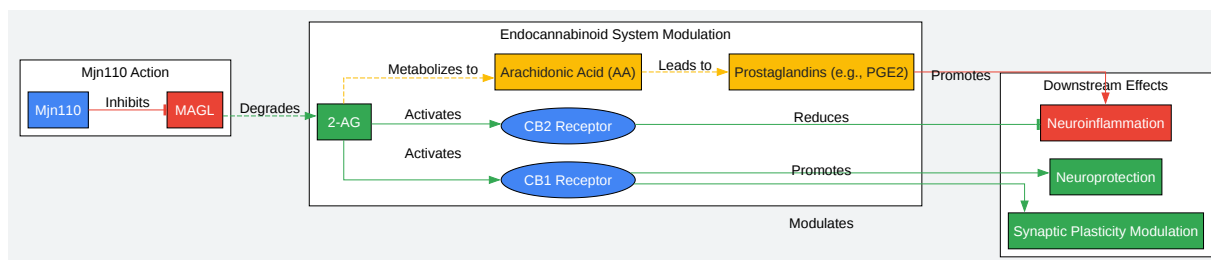 Endocannabinoid System Modulation
Mjn110 Action
Metabolizes to
Arachidonic Acid (AA)
Leads to
Prostaglandins (e.g., PGE2)
Promotes
Downstream Effects
Mjn110
Inhibits
MAGL
Degrades
2-AG
Activates
CB2 Receptor
Reduces
Neuroinflammation
Activates
CB1 Receptor
Promotes
Neuroprotection
Modulates
Synaptic Plasticity Modulation